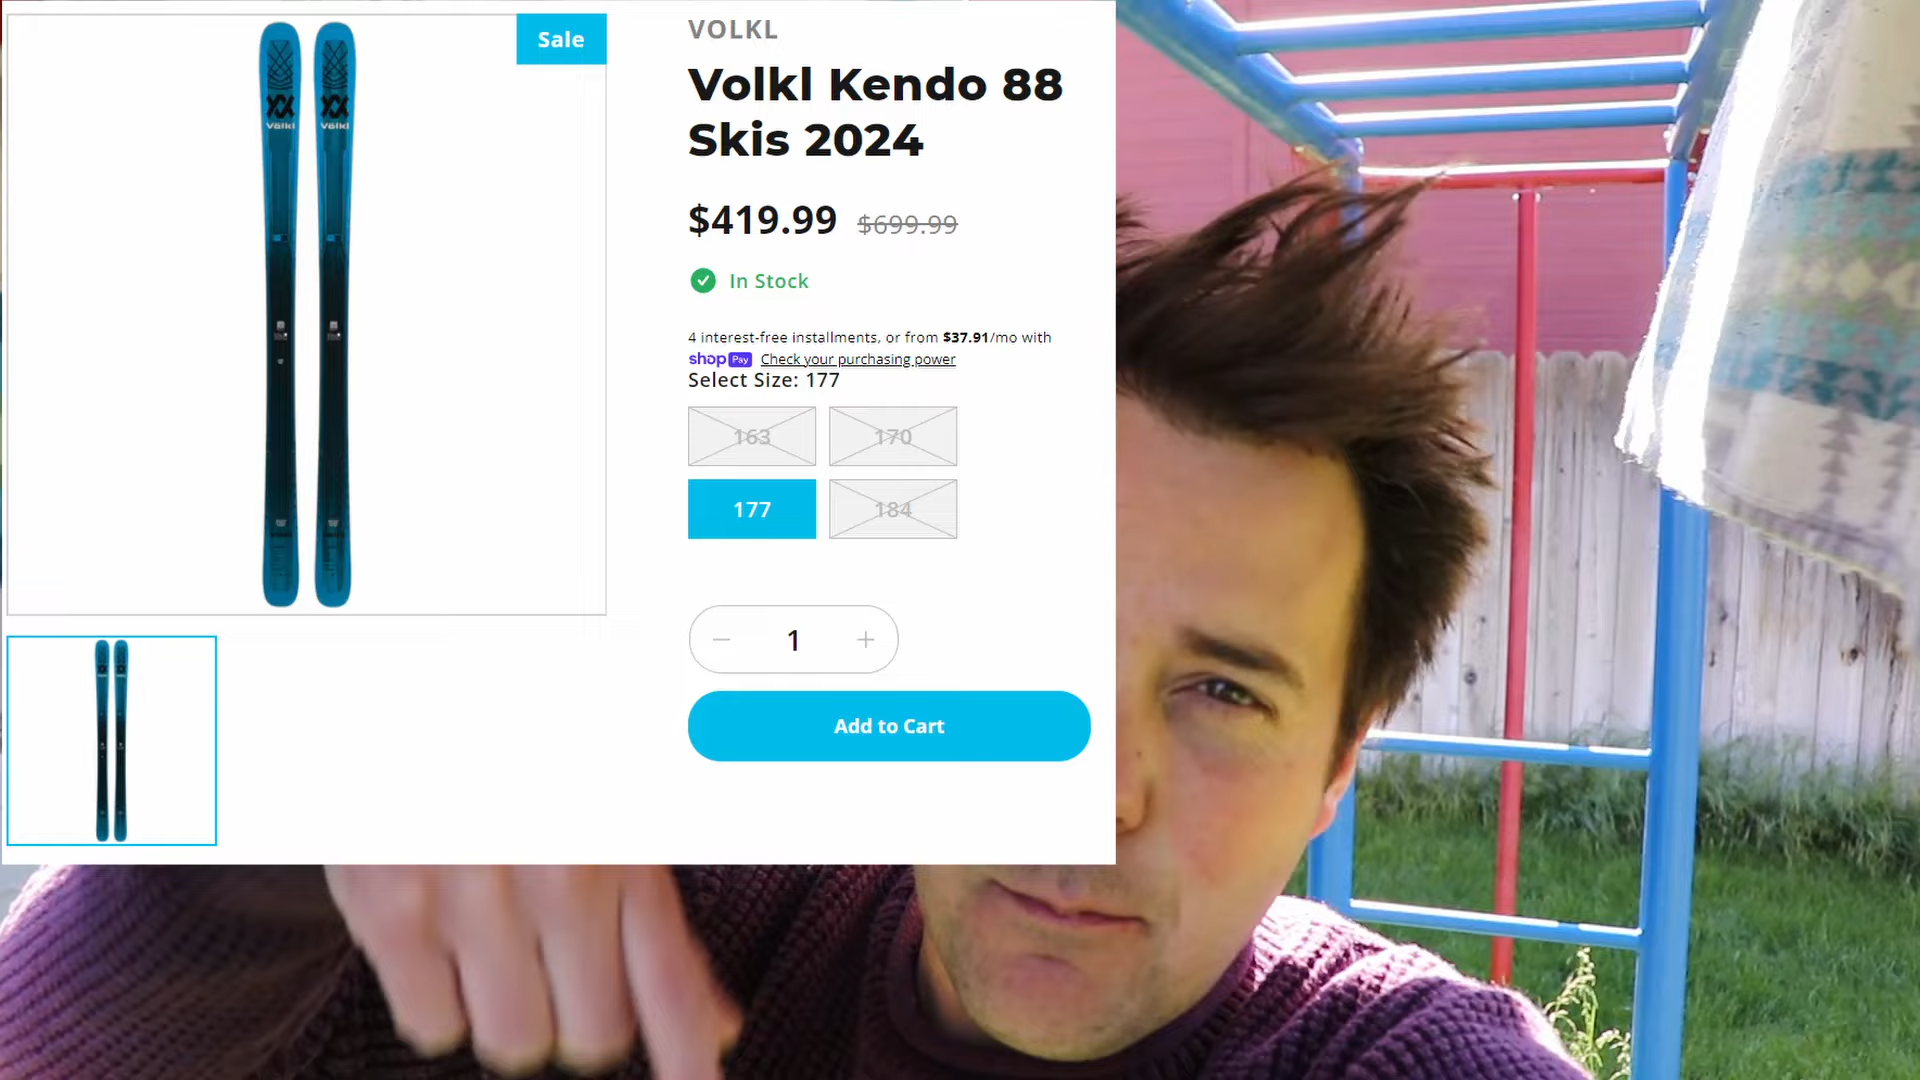 Sale
Völkl Völkl
VOLKL
Volkl Kendo 88
Skis 2024
$419.99 $699.99
In Stock
4 interest-free installments, or from $37.91/mo with
shop Pay Check your purchasing power
Select Size: 177
163 170
177 184
− 1 +
Add to Cart